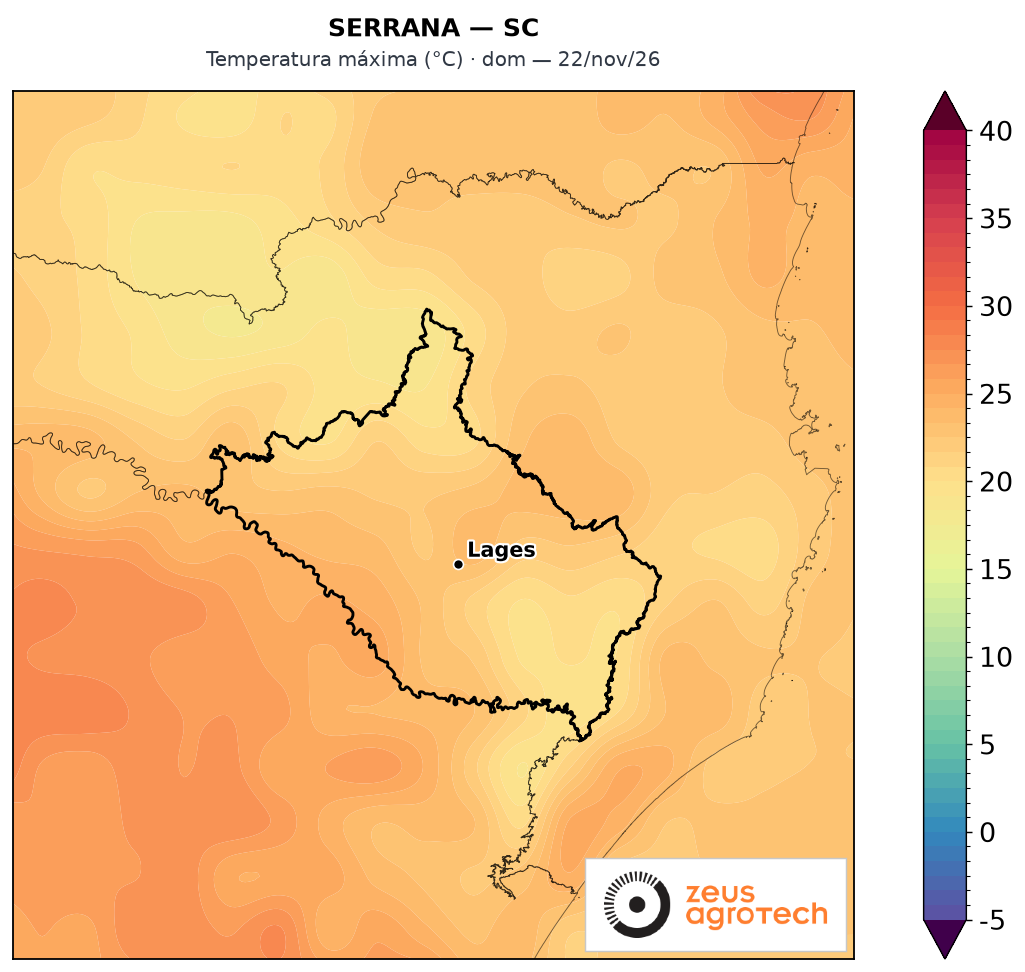 SERRANA — SC
Temperatura máxima (°C) · dom — 22/nov/26
40
35
30
25
20
15
10
5
0
-5
Lages
zeus
agrotech